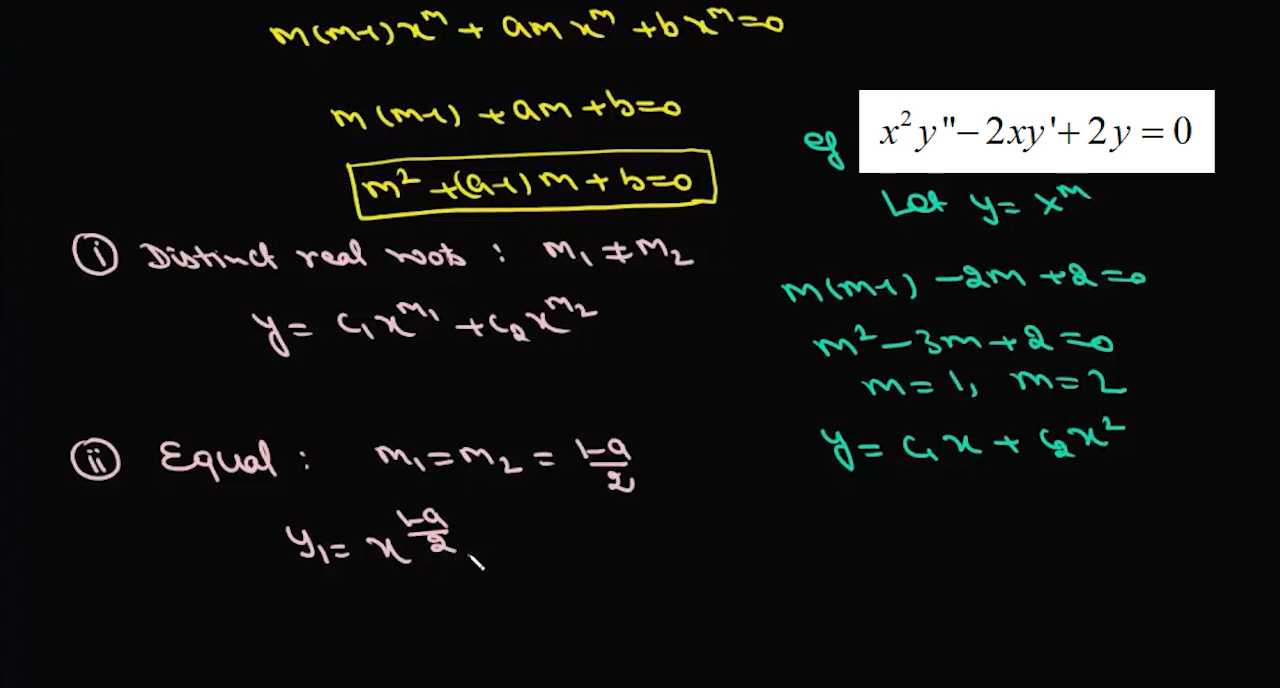 m(m-1)x^m + amx^m + bx^m = 0
m(m-1) + am + b = 0
m² + (a-1)m + b = 0
(i) Distinct real roots : m₁ ≠ m₂
y = c₁x^m₁ + c₂x^m₂
(ii) Equal : m₁ = m₂ = (1-a)/2
y₁ = x^((1-a)/2),
eg x²y"−2xy'+2y=0
Let y = x^m
m(m-1) - 2m + 2 = 0
m² - 3m + 2 = 0
m = 1, m = 2
y = c₁x + c₂x²